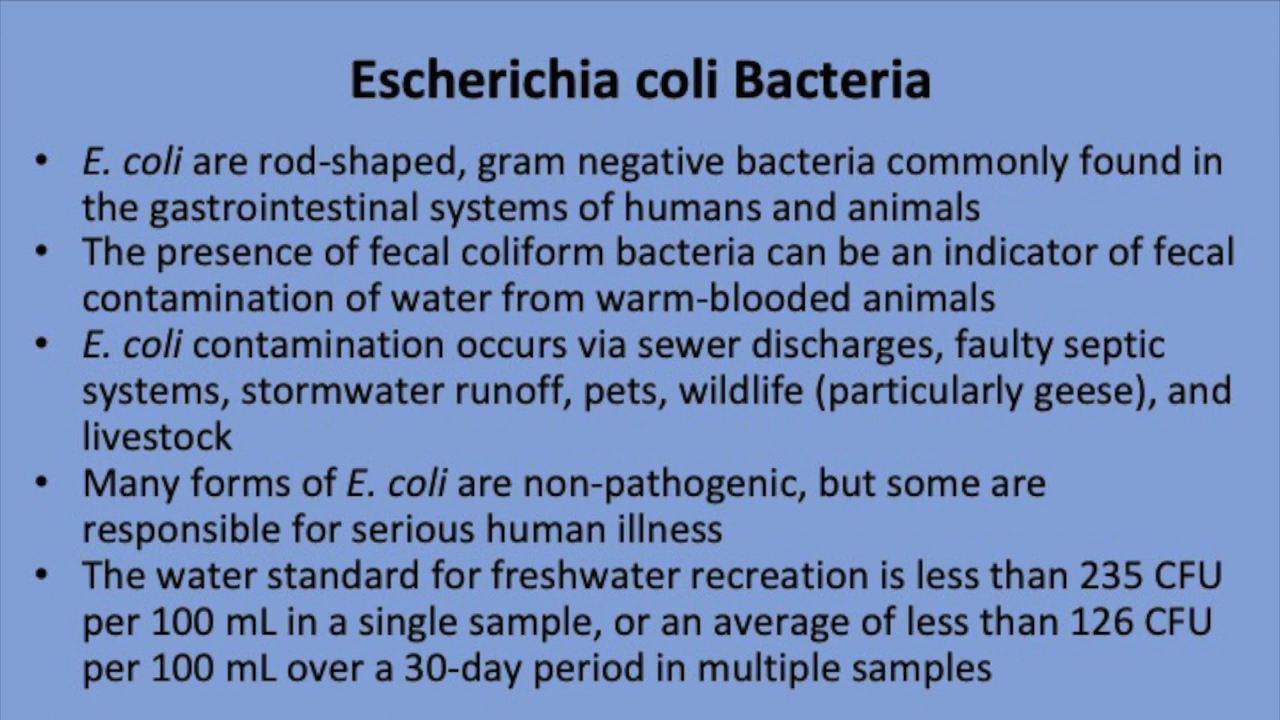 Escherichia coli Bacteria
• E. coli are rod-shaped, gram negative bacteria commonly found in
the gastrointestinal systems of humans and animals
• The presence of fecal coliform bacteria can be an indicator of fecal
contamination of water from warm-blooded animals
• E. coli contamination occurs via sewer discharges, faulty septic
systems, stormwater runoff, pets, wildlife (particularly geese), and
livestock
• Many forms of E. coli are non-pathogenic, but some are
responsible for serious human illness
• The water standard for freshwater recreation is less than 235 CFU
per 100 mL in a single sample, or an average of less than 126 CFU
per 100 mL over a 30-day period in multiple samples